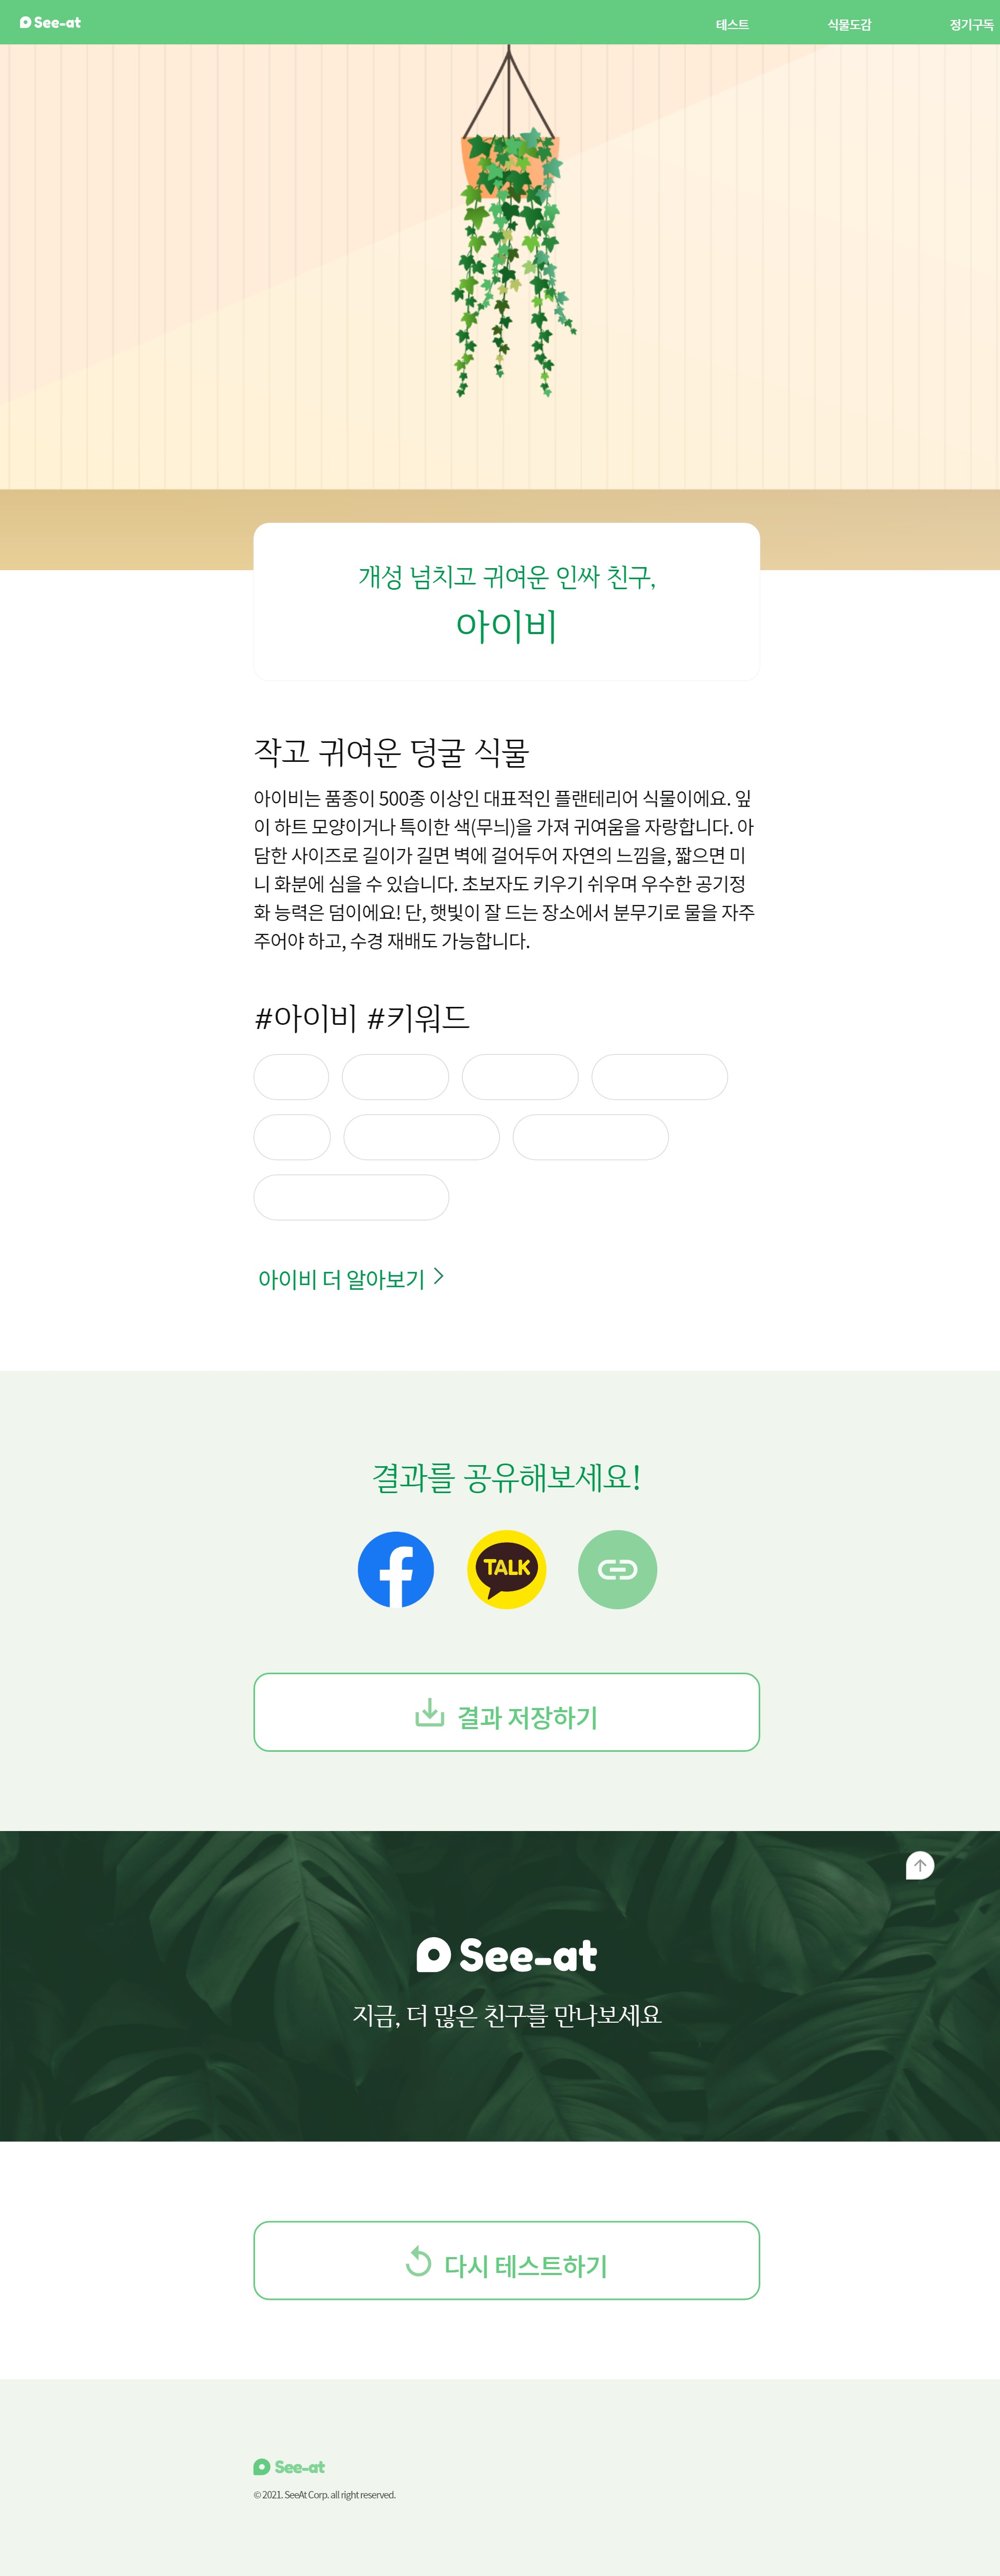 See-at
테스트
식물도감
정기구독
개성 넘치고 귀여운 인싸 친구,
아이비
작고 귀여운 덩굴 식물
아이비는 품종이 500종 이상인 대표적인 플랜테리어 식물이에요. 잎
이 하트 모양이거나 특이한 색(무늬)을 가져 귀여움을 자랑합니다. 아
담한 사이즈로 길이가 길면 벽에 걸어두어 자연의 느낌을, 짧으면 미
니 화분에 심을 수 있습니다. 초보자도 키우기 쉬우며 우수한 공기정
화 능력은 덤이에요! 단, 햇빛이 잘 드는 장소에서 분무기로 물을 자주
주어야 하고, 수경 재배도 가능합니다.
#아이비 #키워드
아이비 더 알아보기
결과를 공유해보세요!
TALK
결과 저장하기
See-at
지금, 더 많은 친구를 만나보세요
다시 테스트하기
See-at
© 2021. SeeAt Corp. all right reserved.